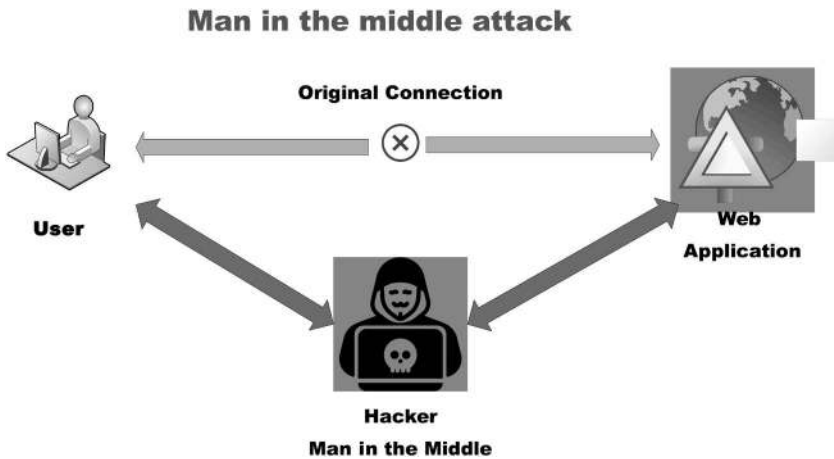 Man in the middle attack
Original Connection
User
Web
Application
Hacker
Man in the Middle